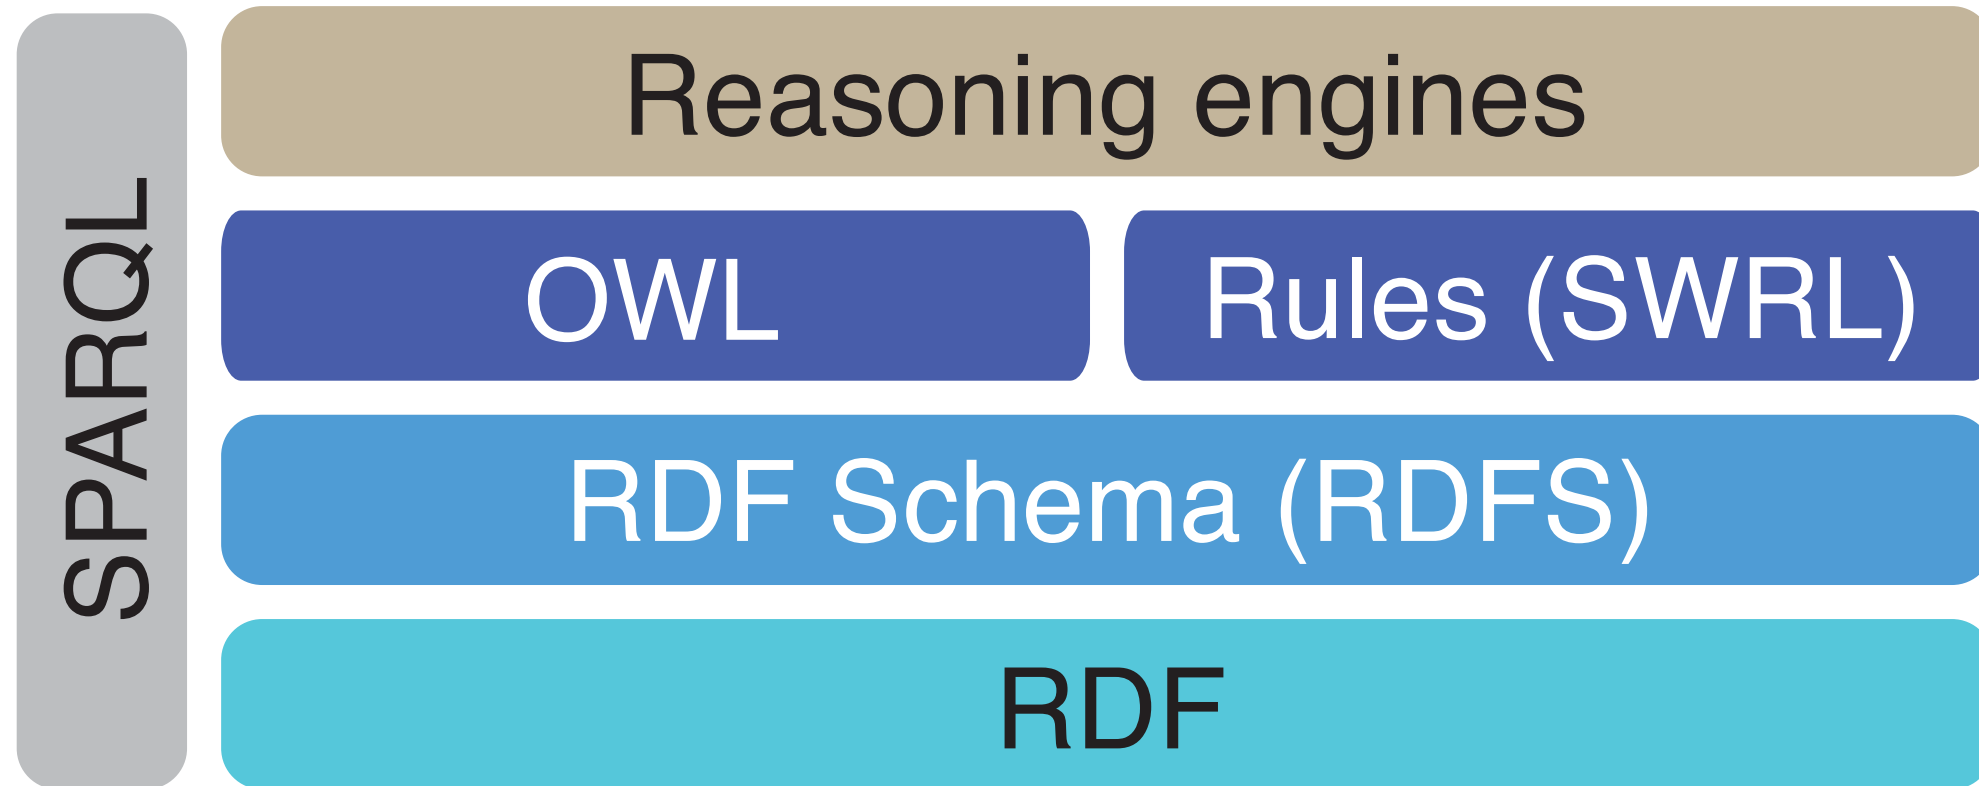 SPARQL
Reasoning engines
OWL
Rules (SWRL)
RDF Schema (RDFS)
RDF